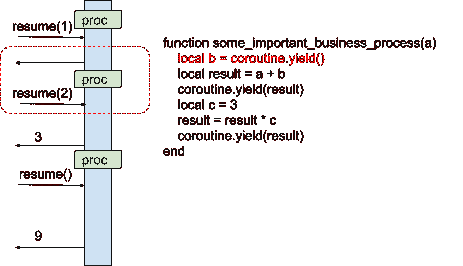 proc
resume(1)
proc
resume(2)
3
proc
resume()
9
function some_important_business_process(a)
local b = coroutine.yield()
local result = a + b
coroutine.yield(result)
local c = 3
result = result * c
coroutine.yield(result)
end